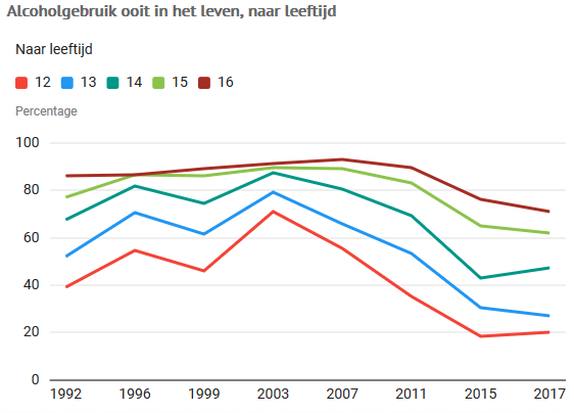 Alcoholgebruik ooit in het leven, naar leeftijd
Naar leeftijd
12 13 14 15 16
Percentage
100
80
60
40
20
0
1992 1996 1999 2003 2007 2011 2015 2017